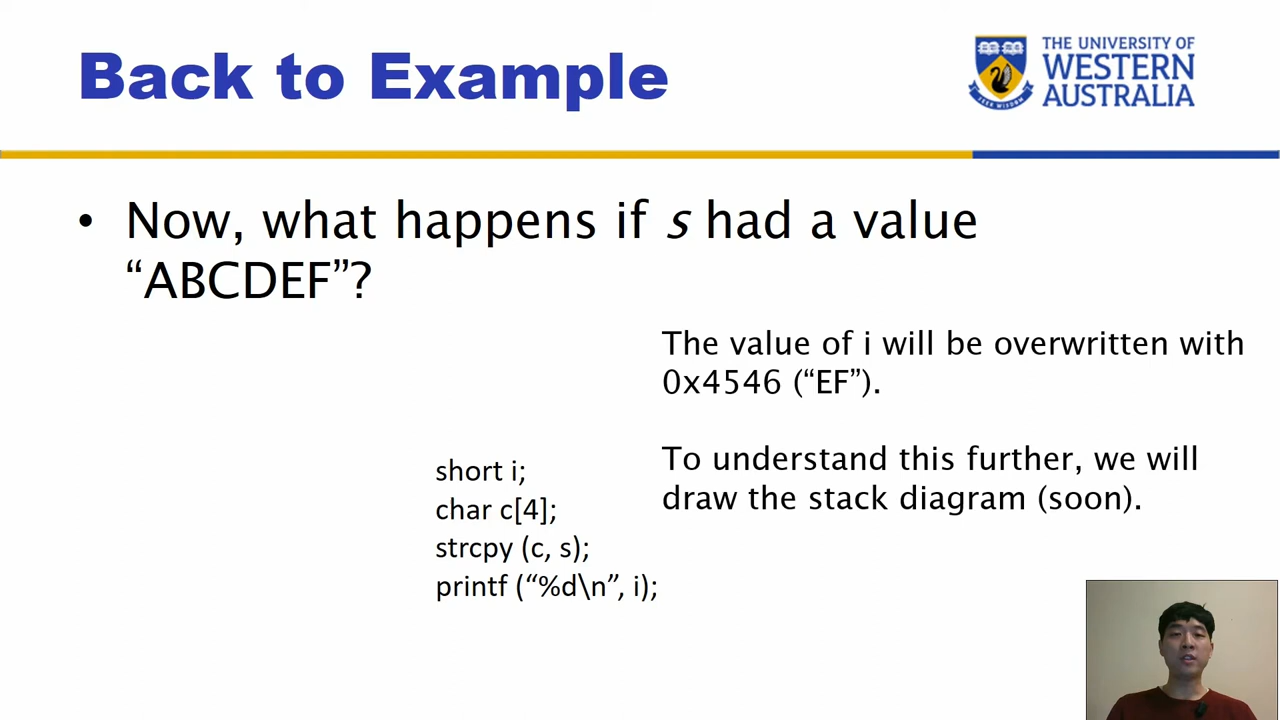 Back to Example
THE UNIVERSITY OF
WESTERN
AUSTRALIA
SEEK WISDOM
• Now, what happens if s had a value
“ABCDEF”?
The value of i will be overwritten with
0x4546 (“EF”).
To understand this further, we will
draw the stack diagram (soon).
short i;
char c[4];
strcpy (c, s);
printf (“%d\n”, i);